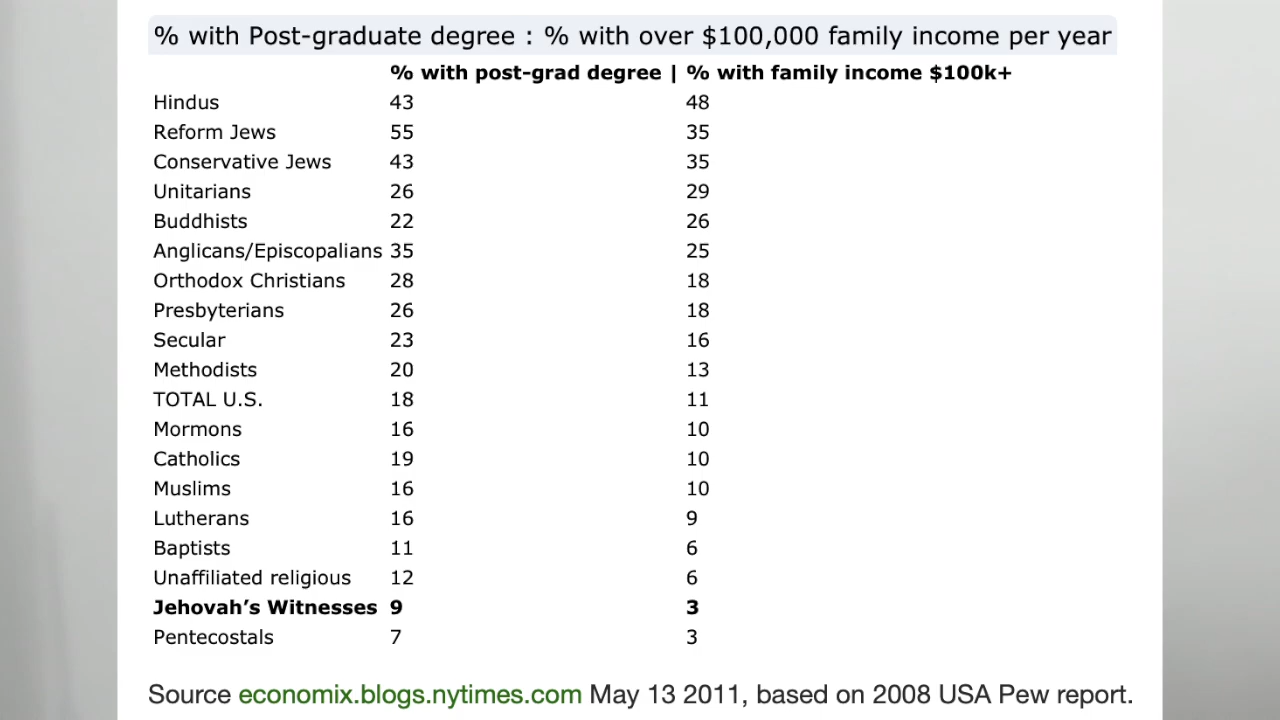 % with Post-graduate degree : % with over $100,000 family income per year
% with post-grad degree | % with family income $100k+
Hindus 43 48
Reform Jews 55 35
Conservative Jews 43 35
Unitarians 26 29
Buddhists 22 26
Anglicans/Episcopalians 35 25
Orthodox Christians 28 18
Presbyterians 26 18
Secular 23 16
Methodists 20 13
TOTAL U.S. 18 11
Mormons 16 10
Catholics 19 10
Muslims 16 10
Lutherans 16 9
Baptists 11 6
Unaffiliated religious 12 6
Jehovah’s Witnesses 9 3
Pentecostals 7 3
Source economix.blogs.nytimes.com May 13 2011, based on 2008 USA Pew report.